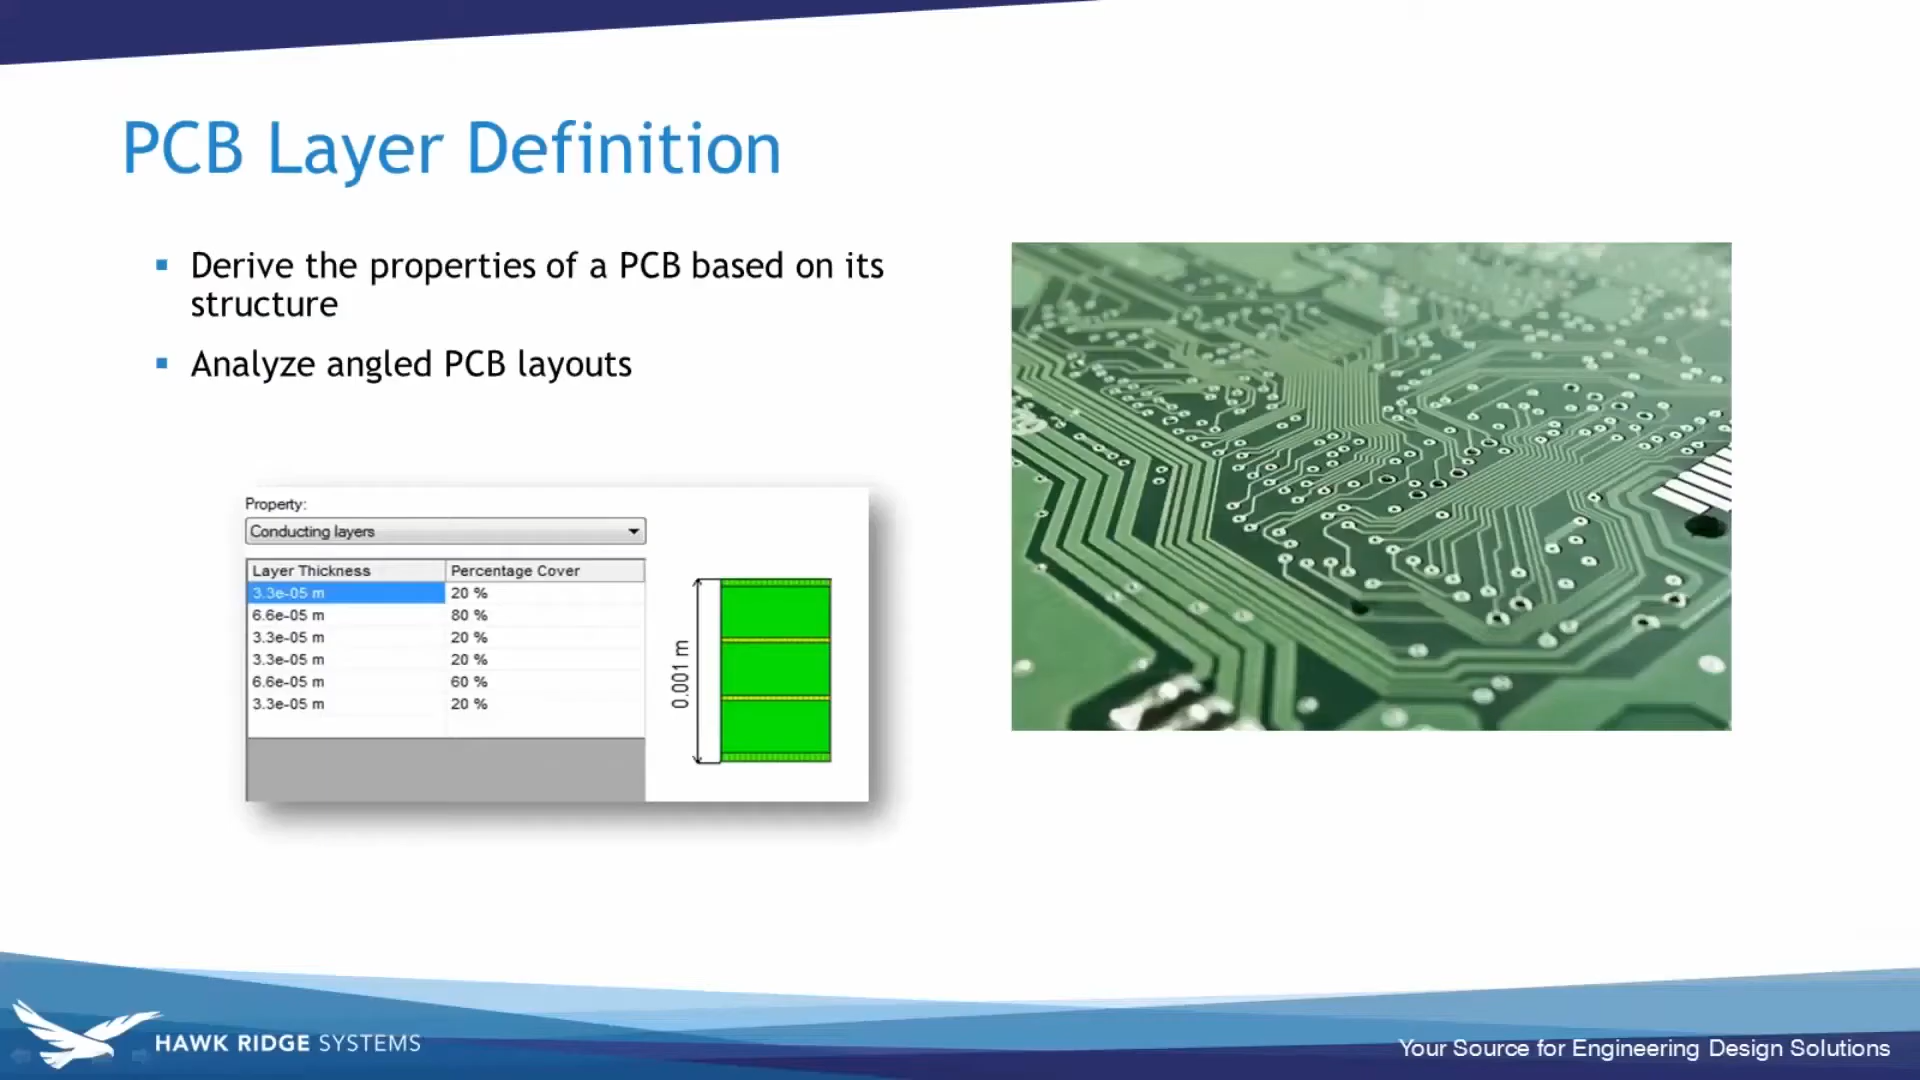 PCB Layer Definition
▪ Derive the properties of a PCB based on its
structure
▪ Analyze angled PCB layouts
Property:
Conducting layers
Layer Thickness Percentage Cover
3.3e-05 m 20 %
6.6e-05 m 80 %
3.3e-05 m 20 %
3.3e-05 m 20 %
6.6e-05 m 60 %
3.3e-05 m 20 %
0.001 m
HAWK RIDGE SYSTEMS
Your Source for Engineering Design Solutions